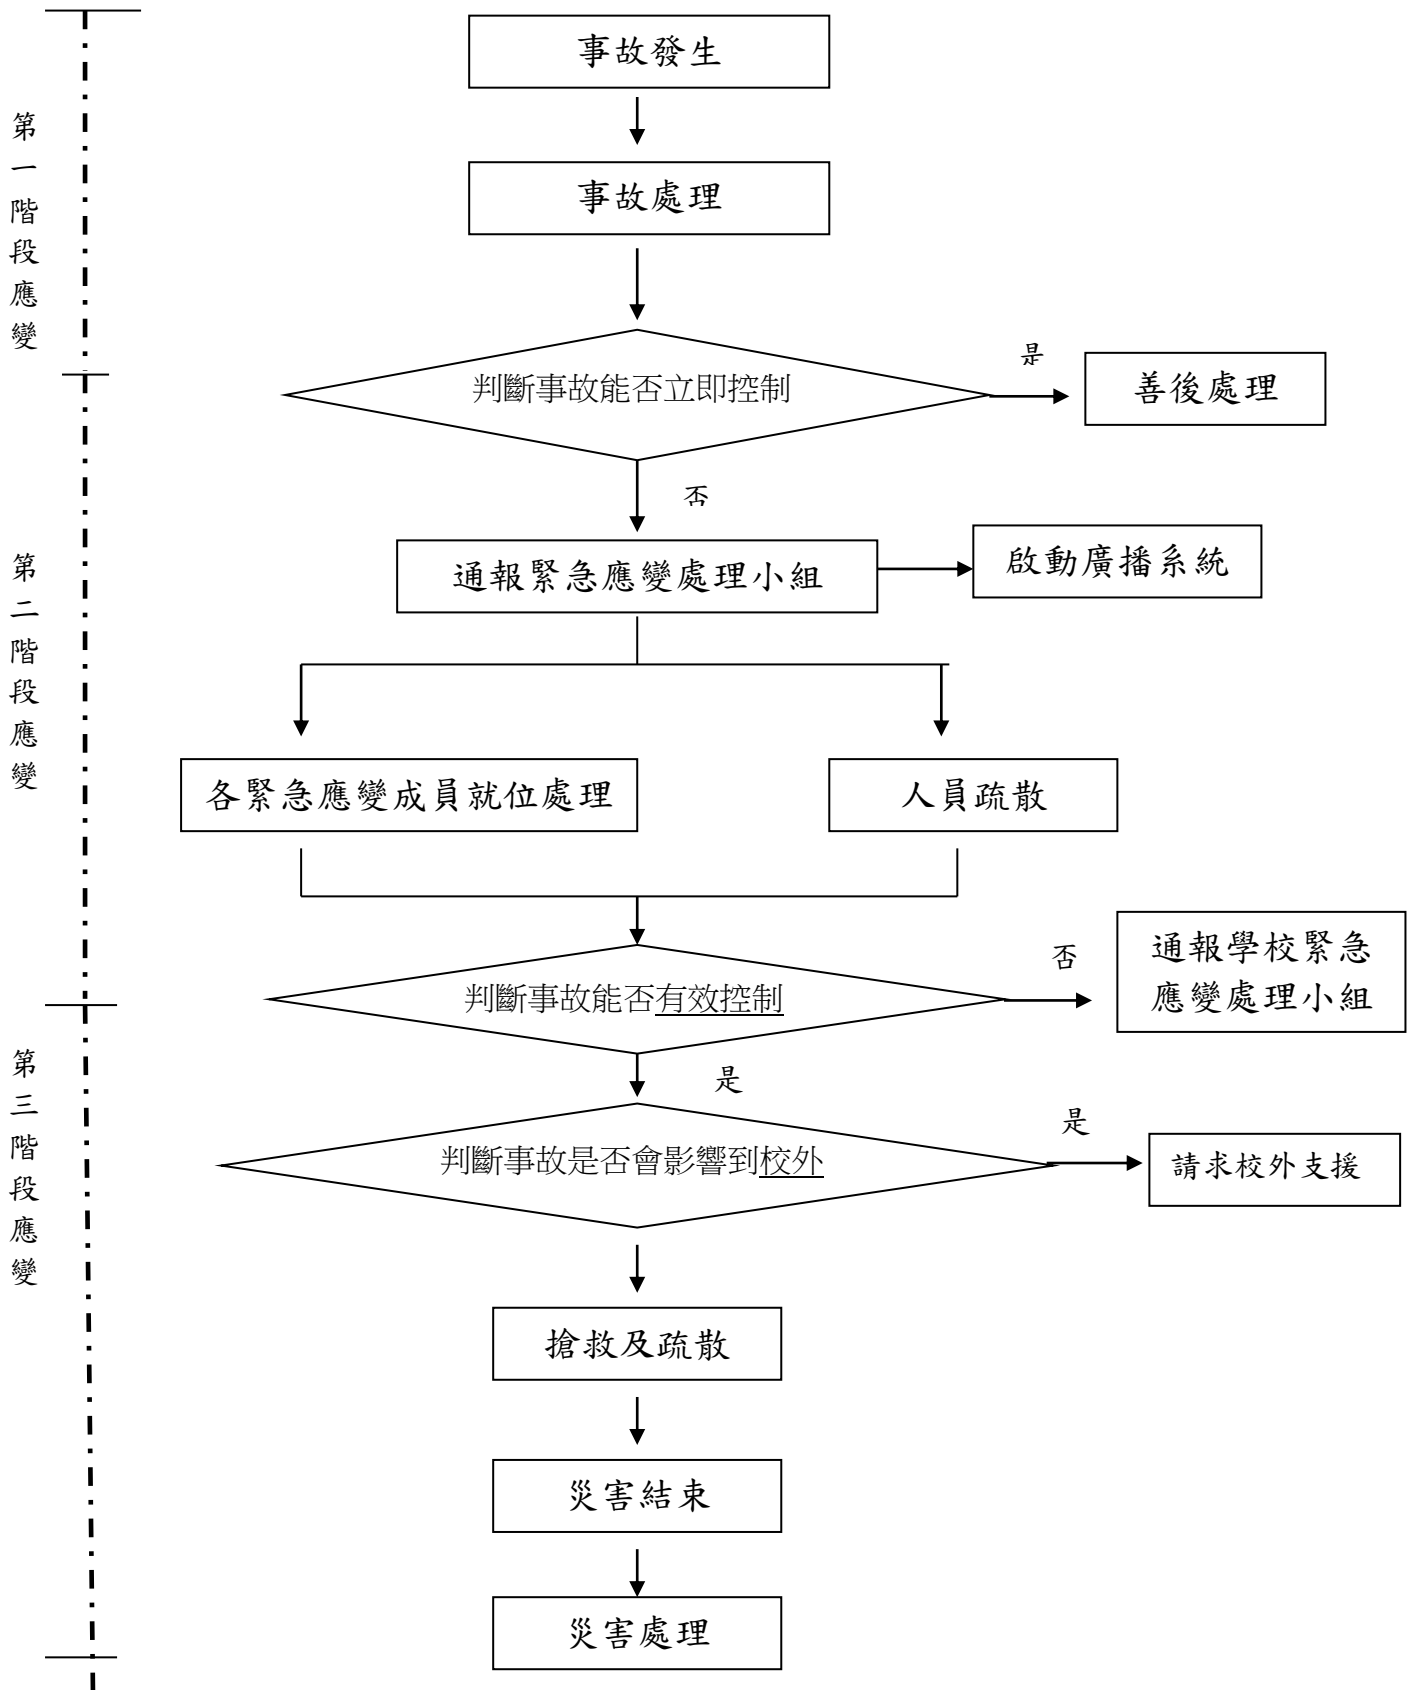 事故發生
第一階段應變
事故處理
判斷事故能否立即控制
是
善後處理
否
第二階段應變
通報緊急應變處理小組
啟動廣播系統
各緊急應變成員就位處理
人員疏散
判斷事故能否有效控制
否
通報學校緊急
應變處理小組
第三階段應變
是
判斷事故是否會影響到校外
是
請求校外支援
搶救及疏散
災害結束
災害處理